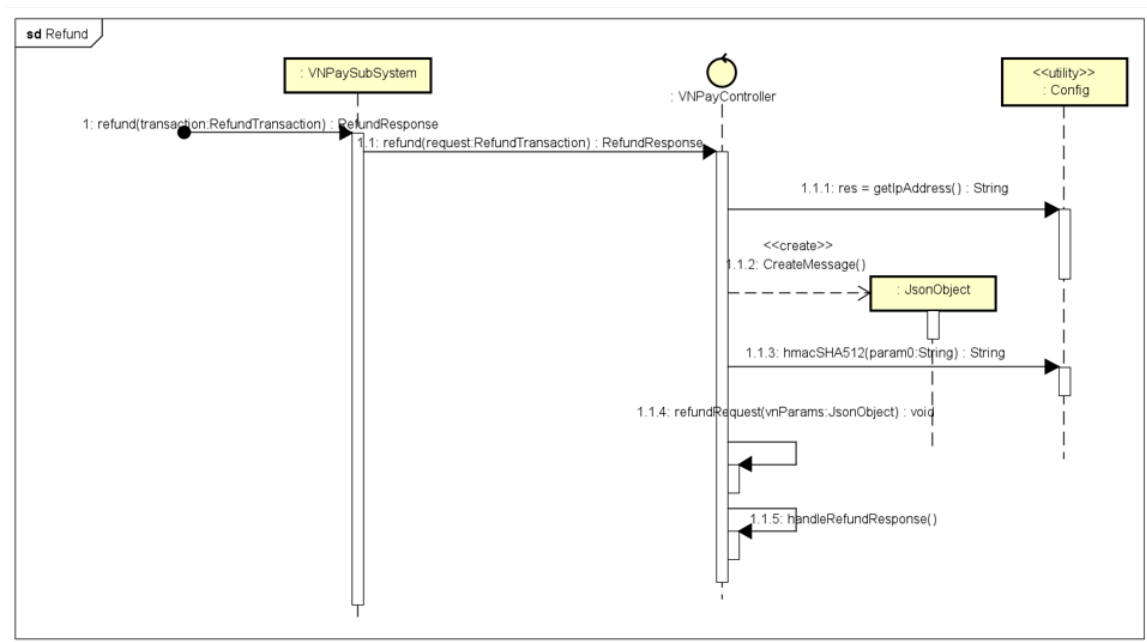 sd Refund
: VNPaySubSystem
: VNPayController
<<utility>>
: Config
1: refund(transaction:RefundTransaction) : RefundResponse
1.1: refund(request:RefundTransaction) : RefundResponse
1.1.1: res = getIpAddress() : String
<<create>>
1.1.2: CreateMessage()
: JsonObject
1.1.3: hmacSHA512(param0:String) : String
1.1.4: refundRequest(vnParams:JsonObject) : void
1.1.5: handleRefundResponse()